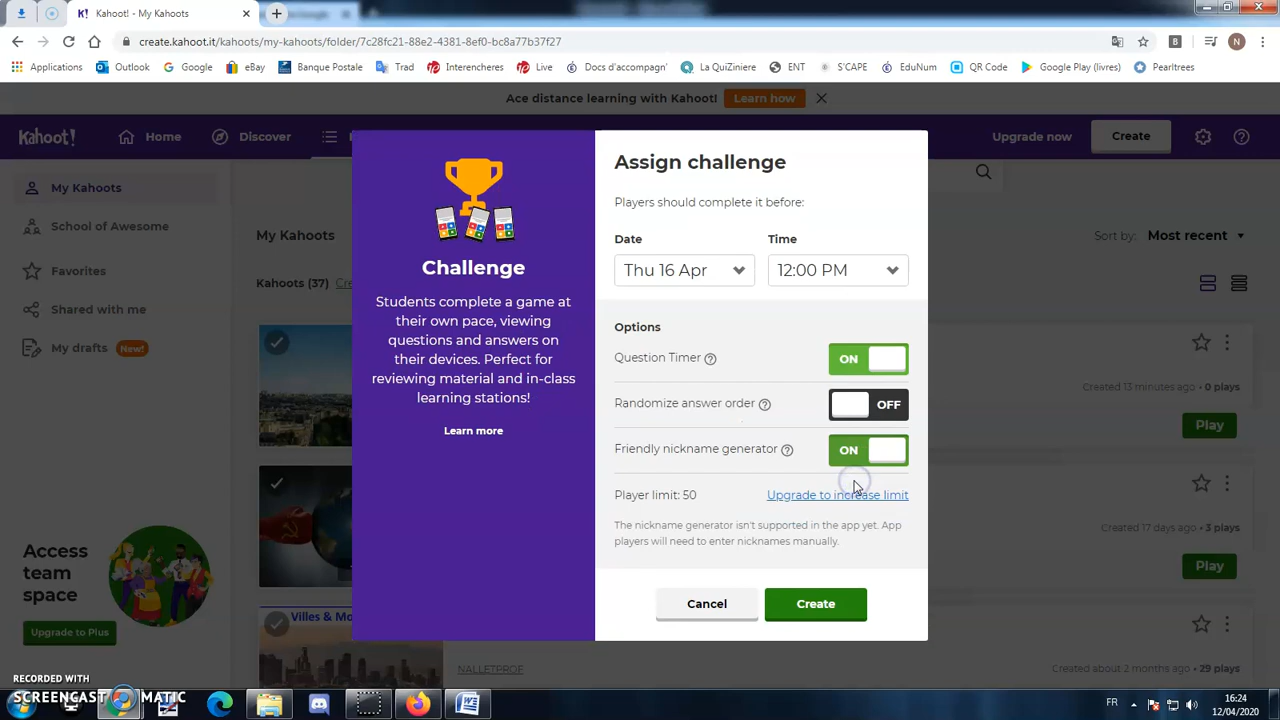 Kahoot! - My Kahoots
create.kahoot.it/kahoots/my-kahoots/folder/7c28fc21-88e2-4381-8ef0-bc8a77b37f27
N
Applications Outlook Google eBay Banque Postale Trad Interencheres Live Docs d'accompagn' La QuiZiniere ENT S'CAPE EduNum QR Code Google Play (livres) Pearltrees
Ace distance learning with Kahoot! Learn how
Kahoot! Home Discover Upgrade now Create
My Kahoots
School of Awesome
Favorites
Shared with me
My drafts New!
Access
team
space
Upgrade to Plus
My Kahoots
Sort by: Most recent
Kahoots (37)
Challenge
Students complete a game at
their own pace, viewing
questions and answers on
their devices. Perfect for
reviewing material and in-class
learning stations!
Learn more
Assign challenge
Players should complete it before:
Date Time
Thu 16 Apr 12:00 PM
Options
Question Timer ON
Randomize answer order OFF
Friendly nickname generator ON
Player limit: 50 Upgrade to increase limit
The nickname generator isn't supported in the app yet. App
players will need to enter nicknames manually.
Cancel Create
Created 13 minutes ago • 0 plays
Play
Created 17 days ago • 3 plays
Play
Villes & Mo
NALLETPROF
Created about 2 months ago • 29 plays
RECORDED WITH
SCREENCAST MATIC
FR
16:24
12/04/2020